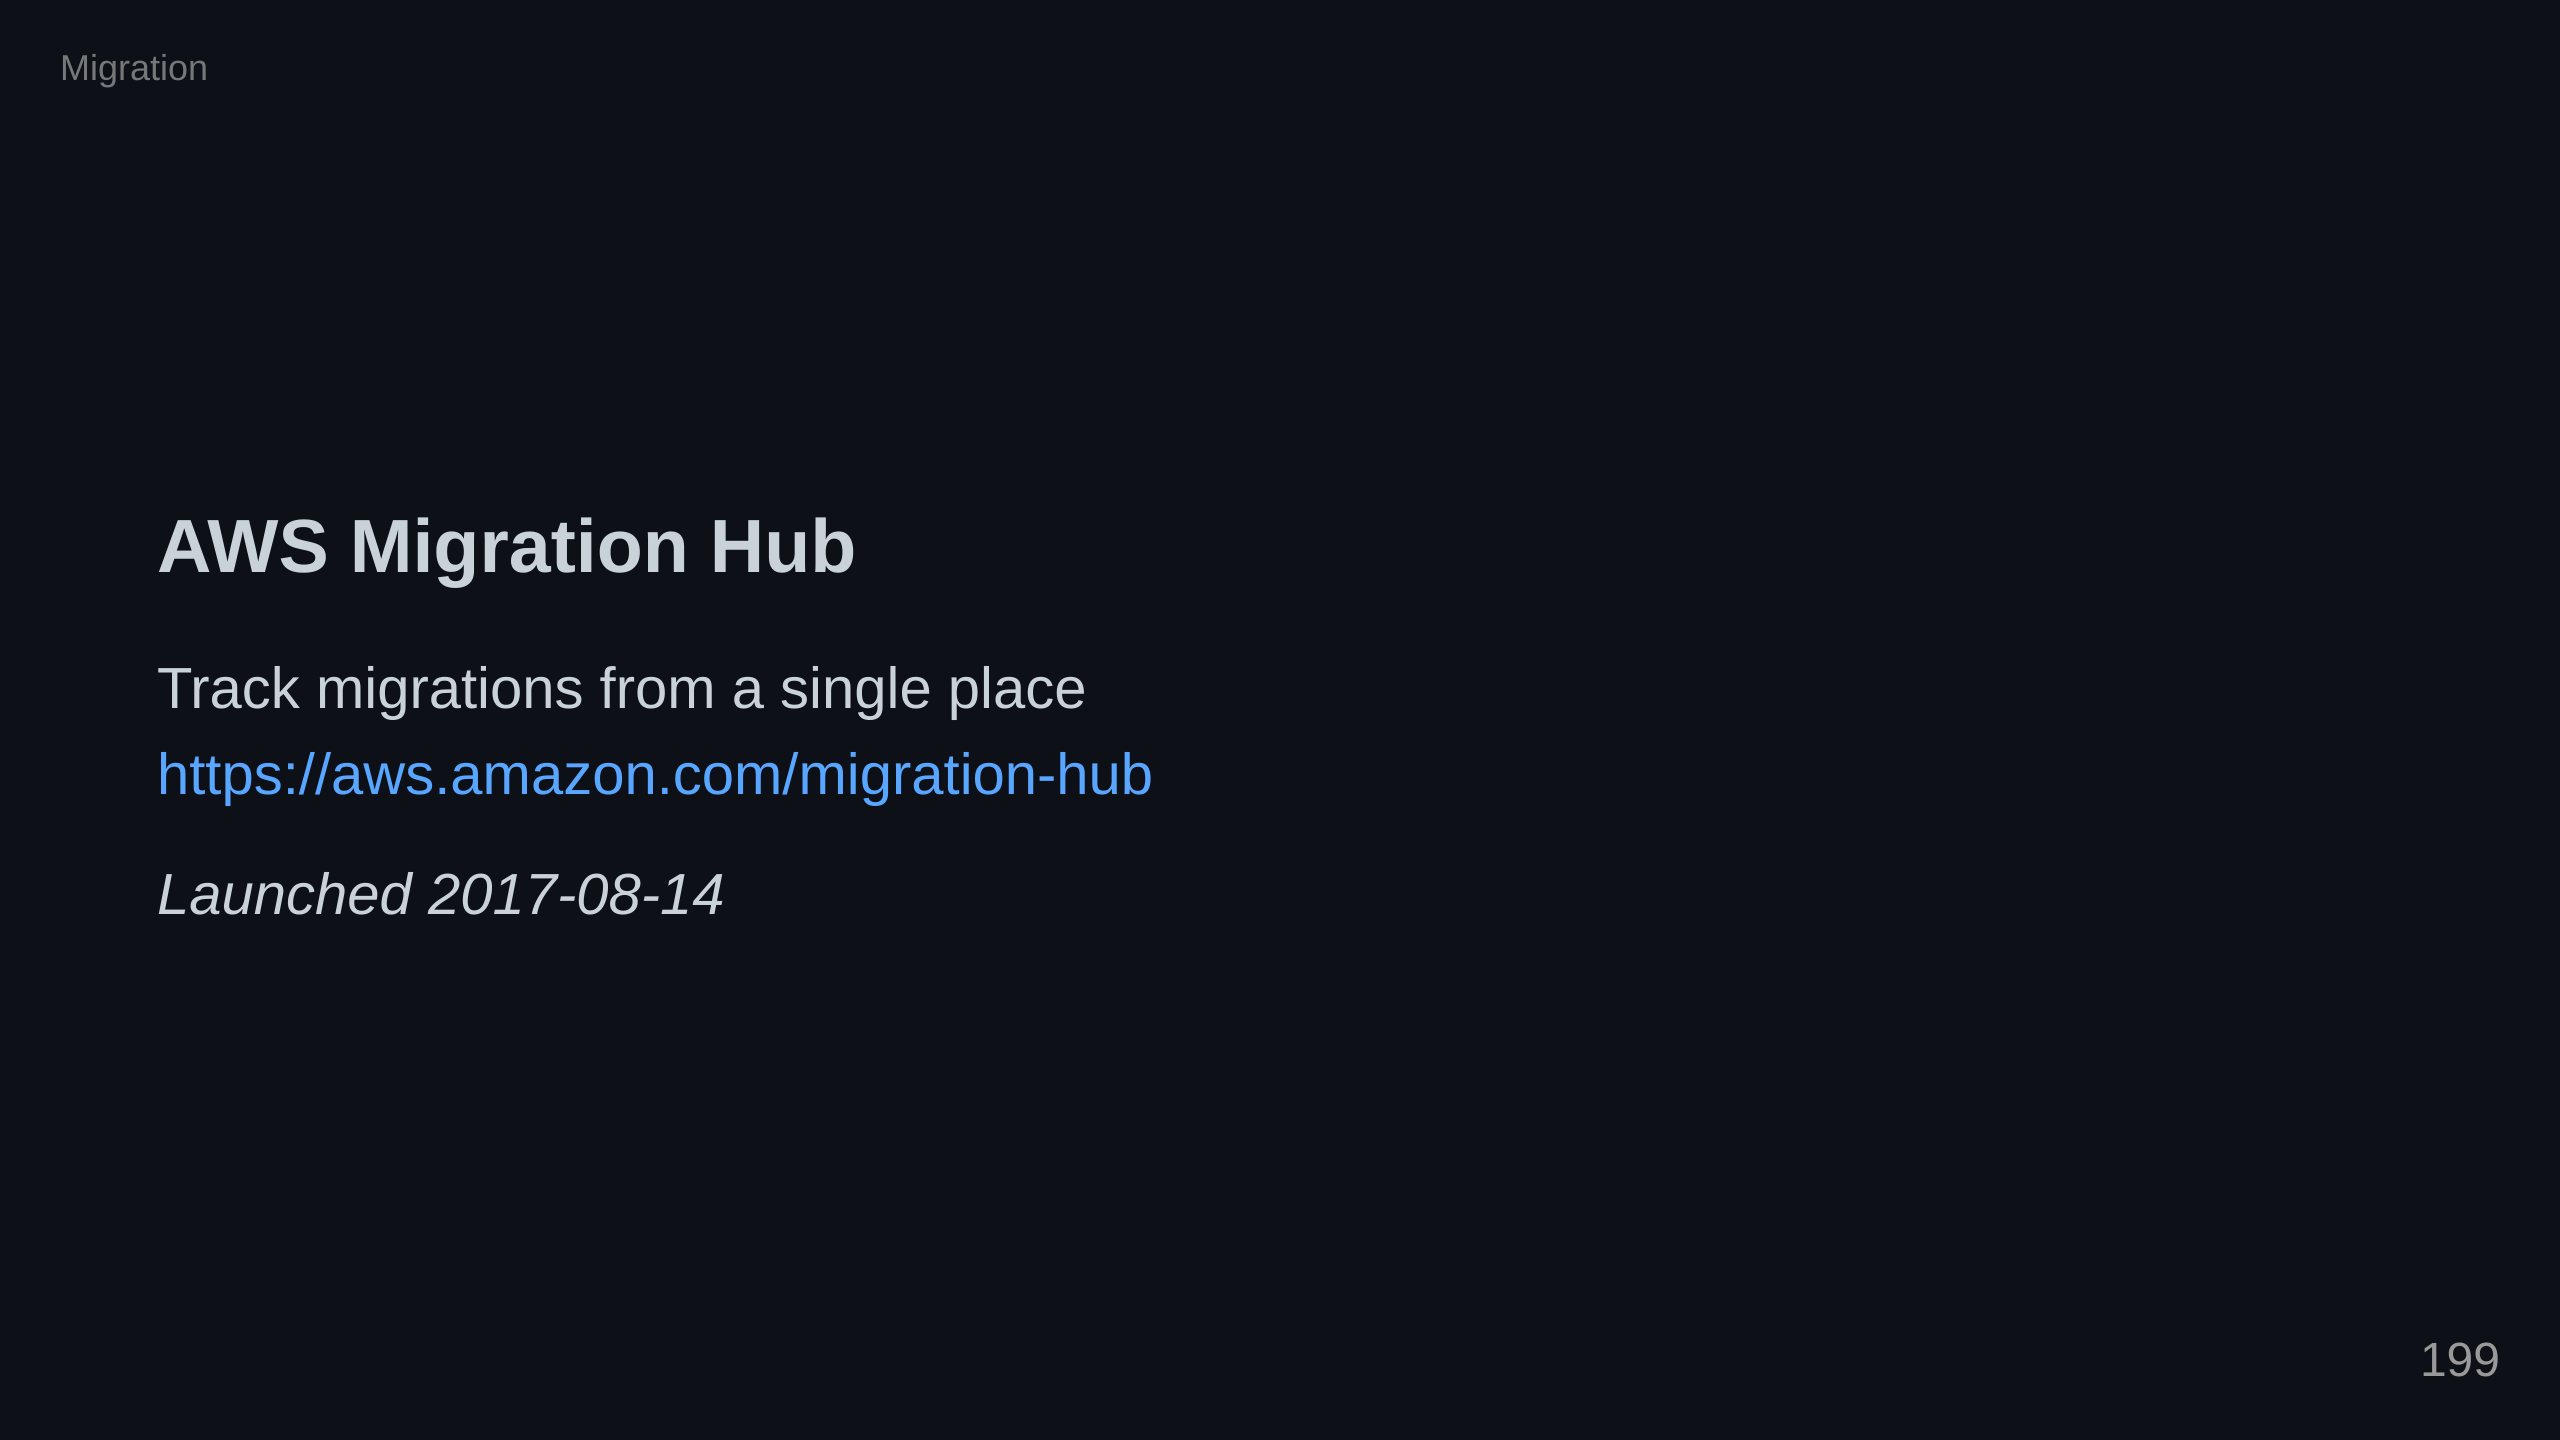 Migration
AWS Migration Hub
Track migrations from a single place
https://aws.amazon.com/migration-hub
Launched 2017-08-14
199